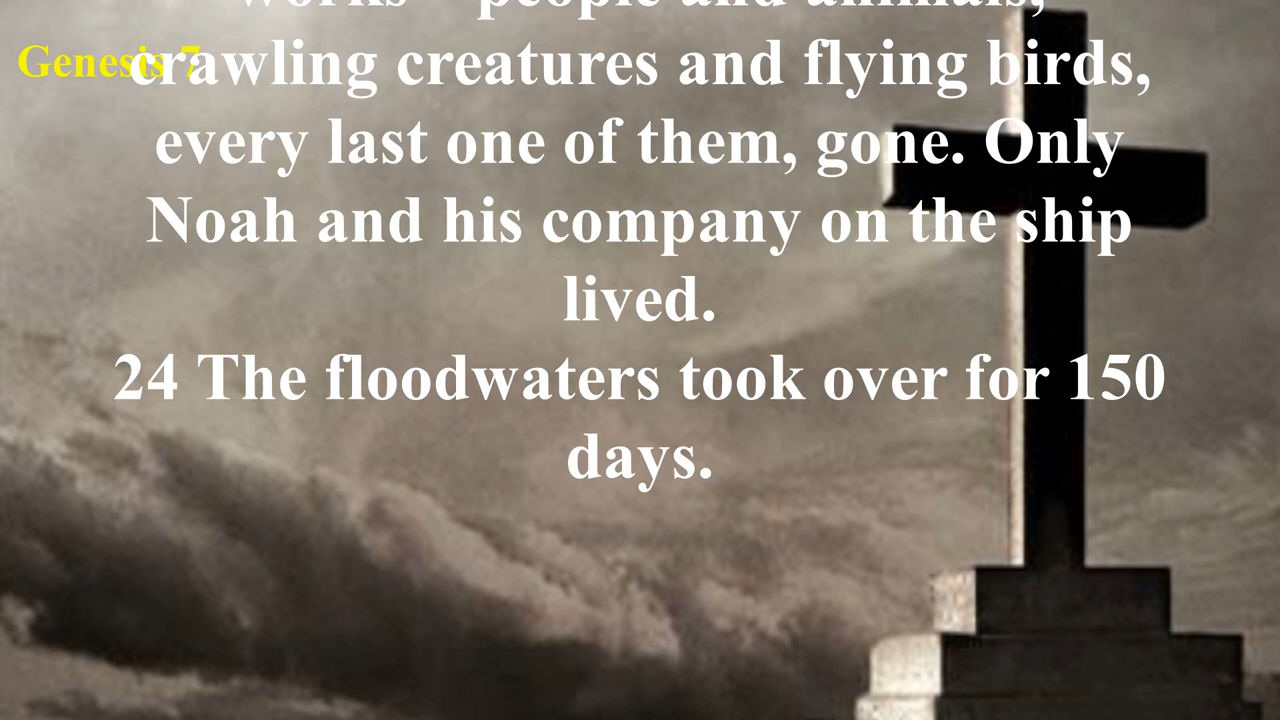 works—people and animals,
Genesis 7
crawling creatures and flying birds,
every last one of them, gone. Only
Noah and his company on the ship
lived.
24 The floodwaters took over for 150
days.